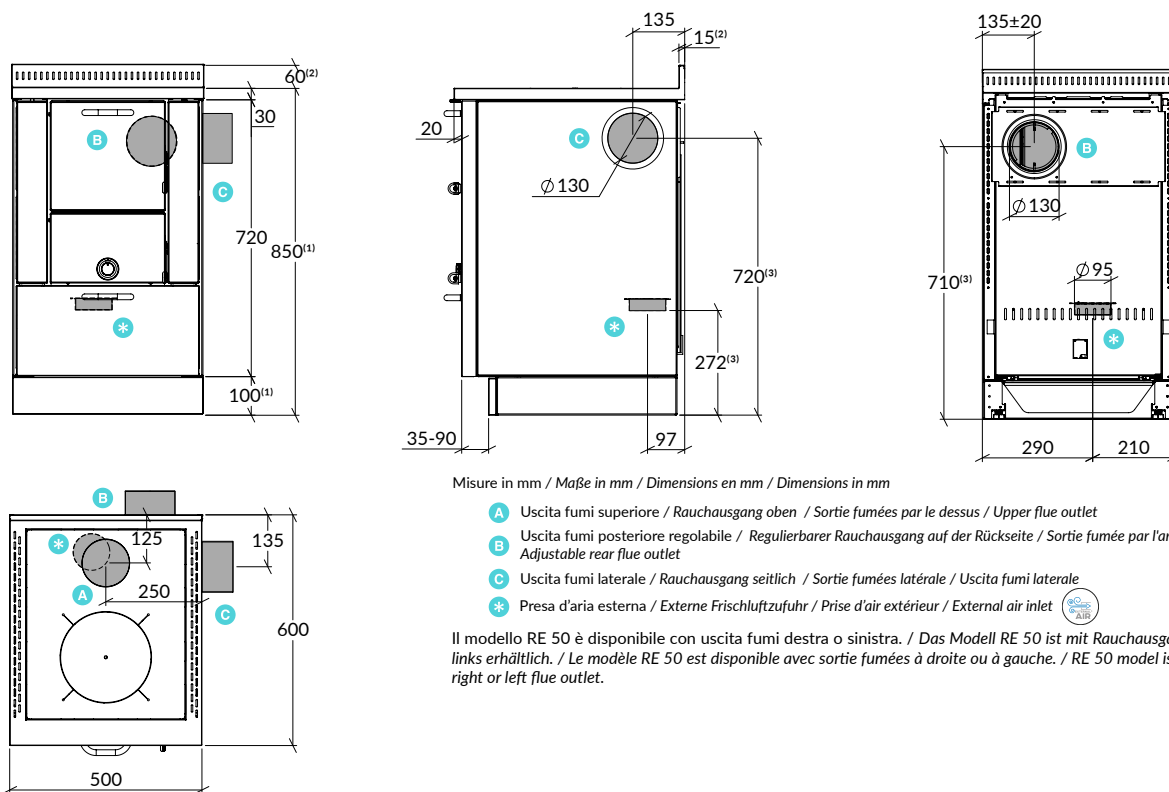 60(2)
30
B
C
720
850(1)
*
100(1)
135
15(2)
20
C
Ø 130
720(3)
*
272(3)
35-90
97
135±20
B
Ø 130
710(3)
Ø 95
*
290
210
B
*
125
135
A
250
C
600
500
Misure in mm / Maße in mm / Dimensions en mm / Dimensions in mm
A Uscita fumi superiore / Rauchausgang oben / Sortie fumées par le dessus / Upper flue outlet
B Uscita fumi posteriore regolabile / Regulierbarer Rauchausgang auf der Rückseite / Sortie fumée par l'ar
Adjustable rear flue outlet
C Uscita fumi laterale / Rauchausgang seitlich / Sortie fumées latérale / Uscita fumi laterale
* Presa d'aria esterna / Externe Frischluftzufuhr / Prise d'air extérieur / External air inlet
AIR
Il modello RE 50 è disponibile con uscita fumi destra o sinistra. / Das Modell RE 50 ist mit Rauchausga
links erhältlich. / Le modèle RE 50 est disponible avec sortie fumées à droite ou à gauche. / RE 50 model is
right or left flue outlet.